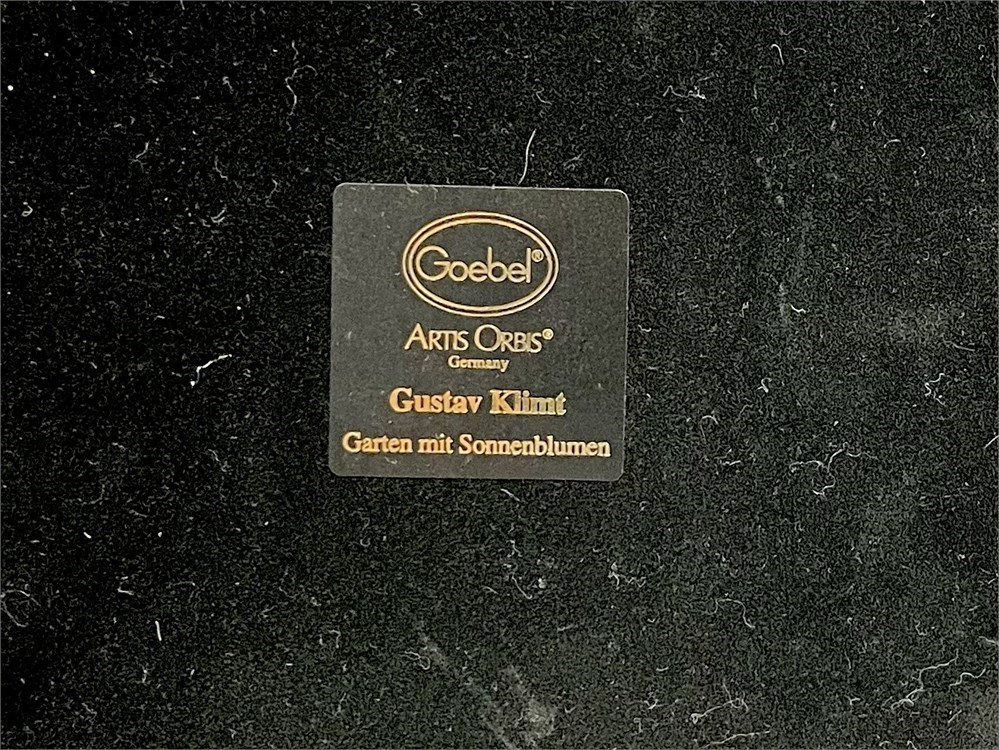 Goebel®
ARTIS ORBIS®
Germany
Gustav Klimt
Garten mit Sonnenblumen